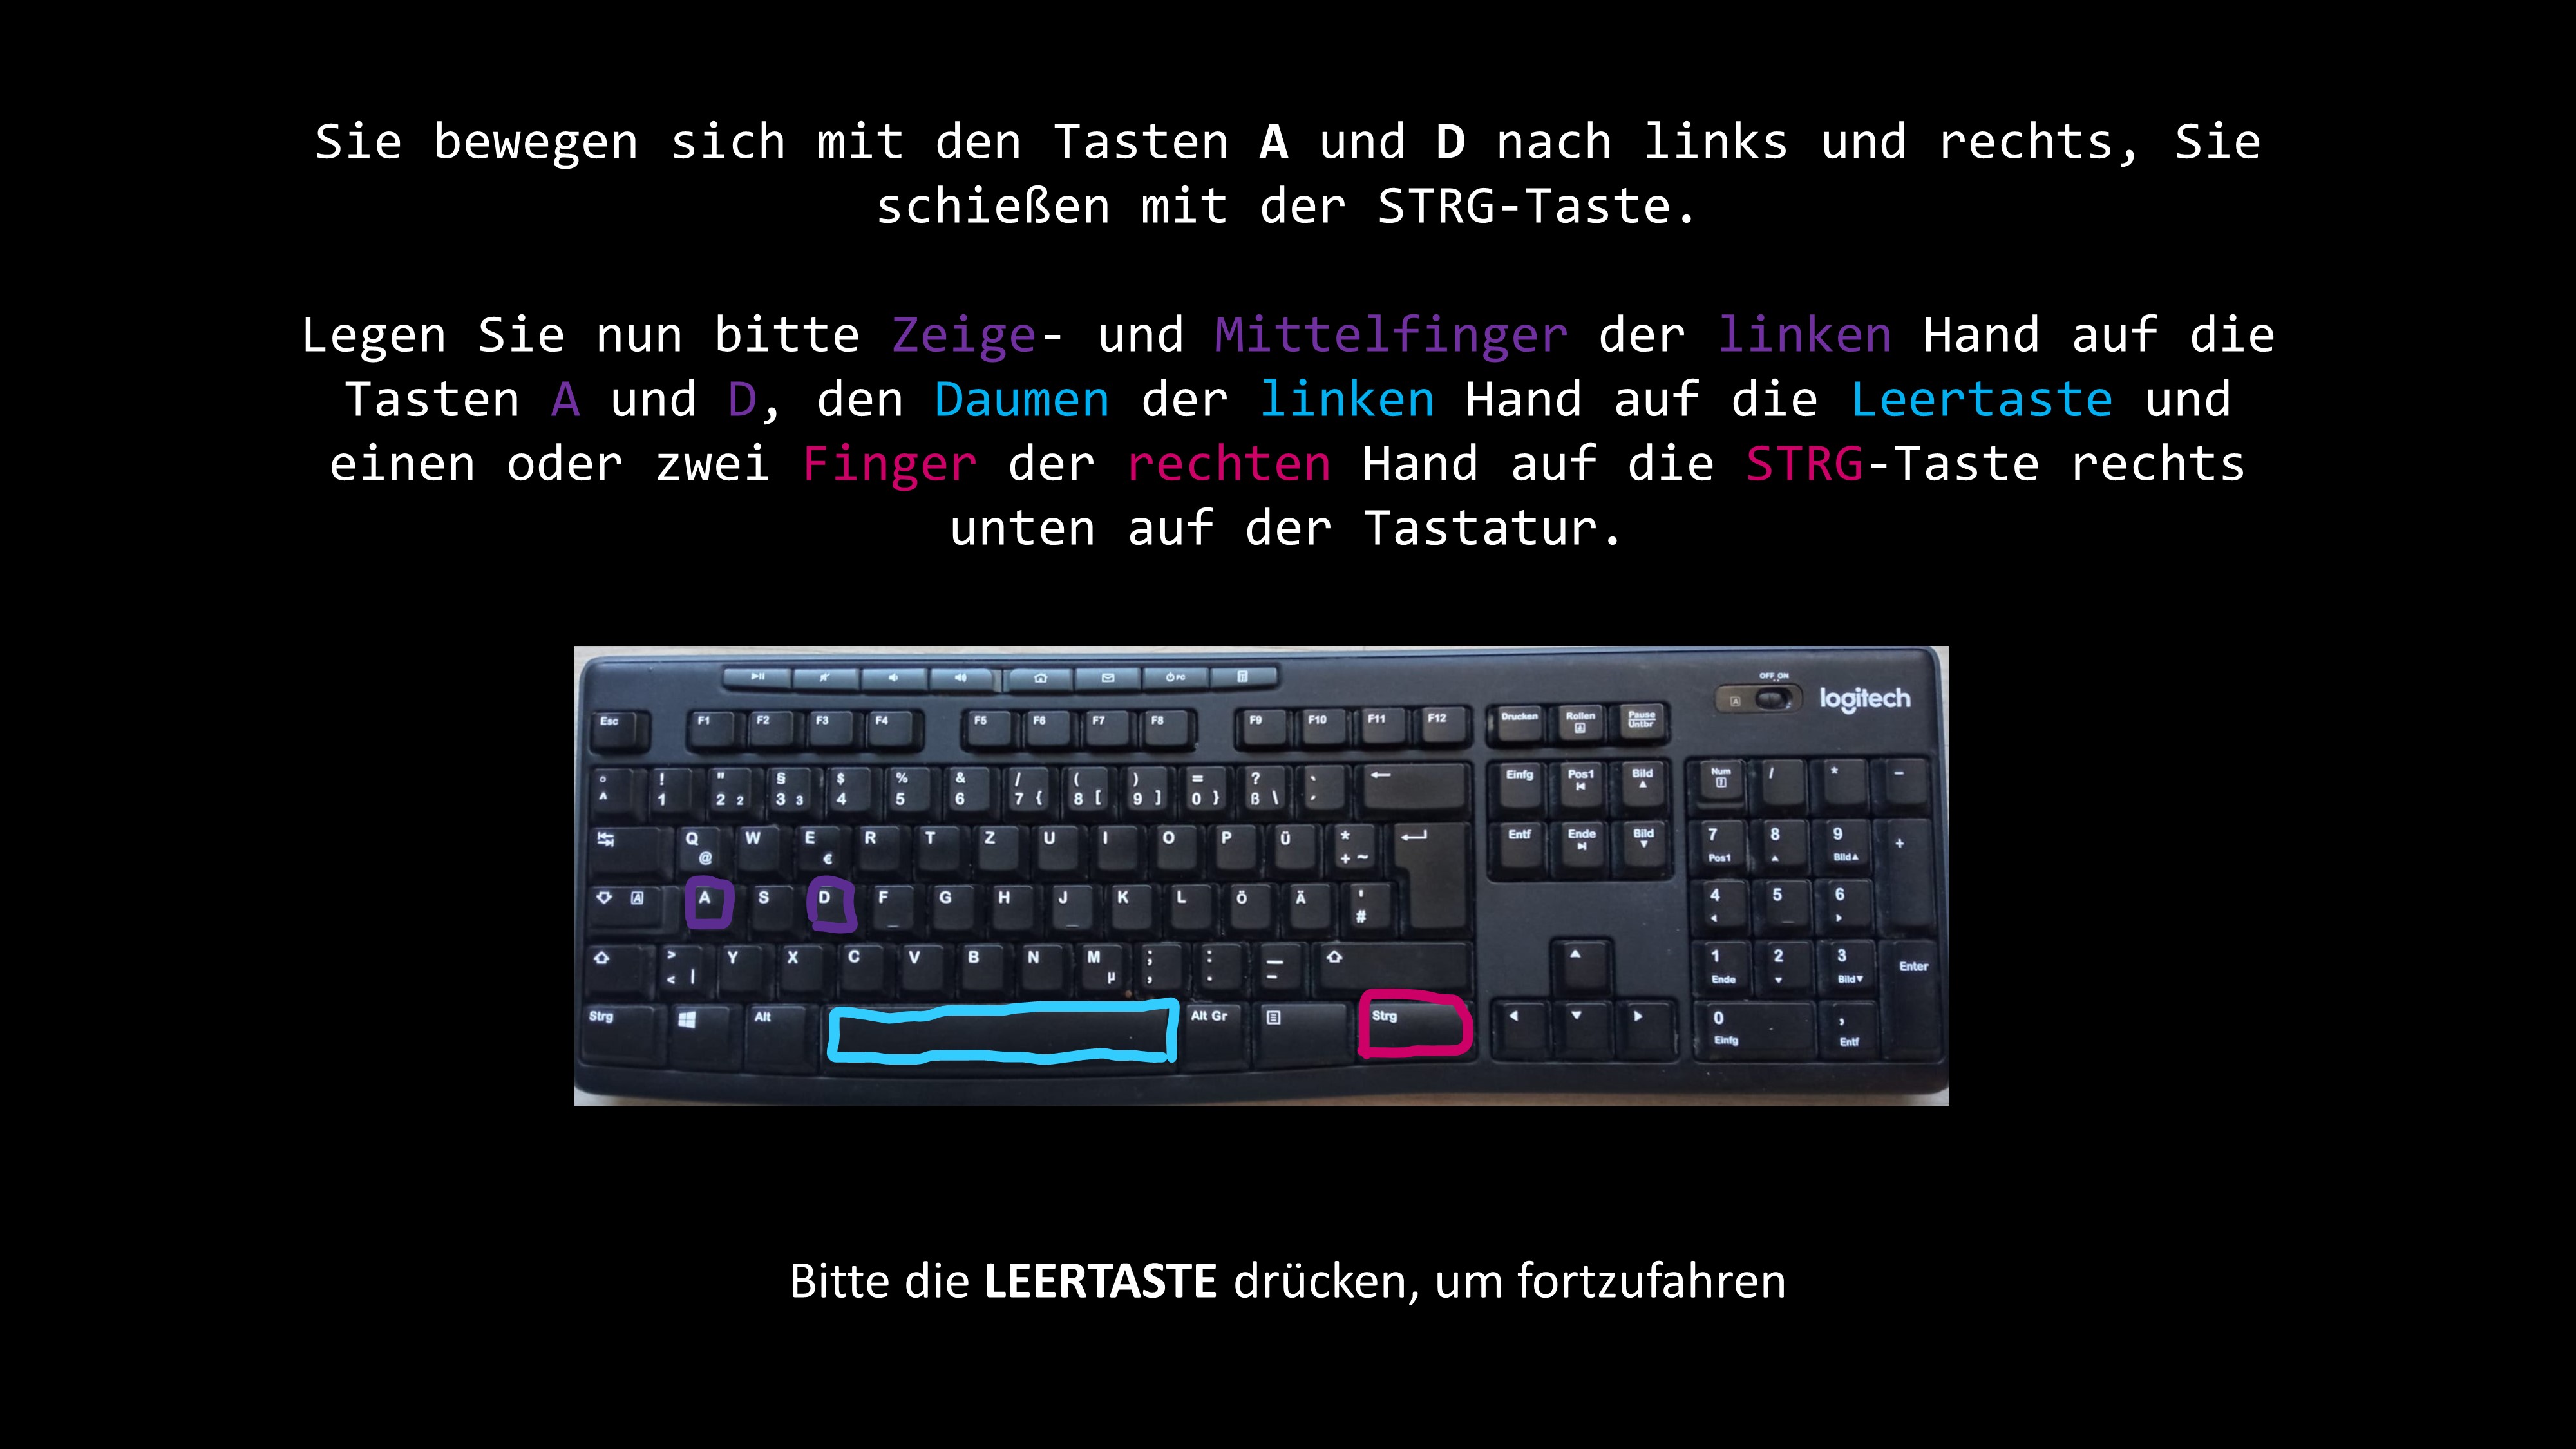 Sie bewegen sich mit den Tasten A und D nach links und rechts, Sie
schießen mit der STRG-Taste.
Legen Sie nun bitte Zeige- und Mittelfinger der linken Hand auf die
Tasten A und D, den Daumen der linken Hand auf die Leertaste und
einen oder zwei Finger der rechten Hand auf die STRG-Taste rechts
unten auf der Tastatur.
OFF ON
logitech
Esc F1 F2 F3 F4 F5 F6 F7 F8 F9 F10 F11 F12 Drucken Rollen Pause
Untbr
° ! " § $ % & / ( ) = ? ` Einfg Pos1 Bild Num / * -
^ 1 2 2 3 3 4 5 6 7 { 8 [ 9 ] 0 } ß \ ´
Q W E R T Z U I O P Ü * Entf Ende Bild 7 8 9 +
@ € + ~ Pos1 Bild
A S D F G H J K L Ö Ä ' 4 5 6
#
> Y X C V B N M ; : _ 1 2 3 Enter
< | µ , . - Ende Bild
Strg Alt Alt Gr Strg 0 ,
Einfg Entf
Bitte die LEERTASTE drücken, um fortzufahren